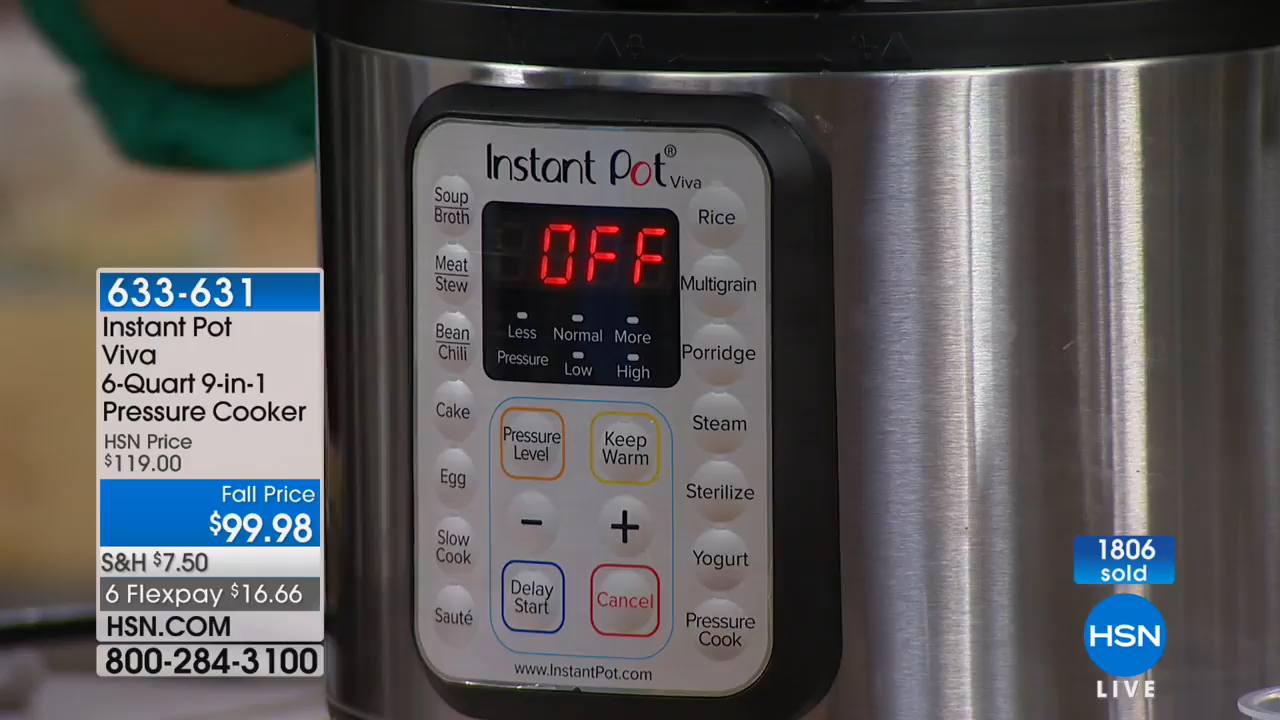 633-631
Instant Pot
Viva
6-Quart 9-in-1
Pressure Cooker
HSN Price
$119.00
Fall Price
$99.98
S&H $7.50
6 Flexpay $16.66
HSN.COM
800-284-3100
Instant Pot® Viva
OFF
Less Normal More
Pressure Low High
Soup
Broth
Meat
Stew
Bean
Chili
Cake
Egg
Slow
Cook
Sauté
Pressure
Level
Keep
Warm
- +
Delay
Start
Cancel
Rice
Multigrain
Porridge
Steam
Sterilize
Yogurt
Pressure
Cook
www.InstantPot.com
1806
sold
HSN
LIVE